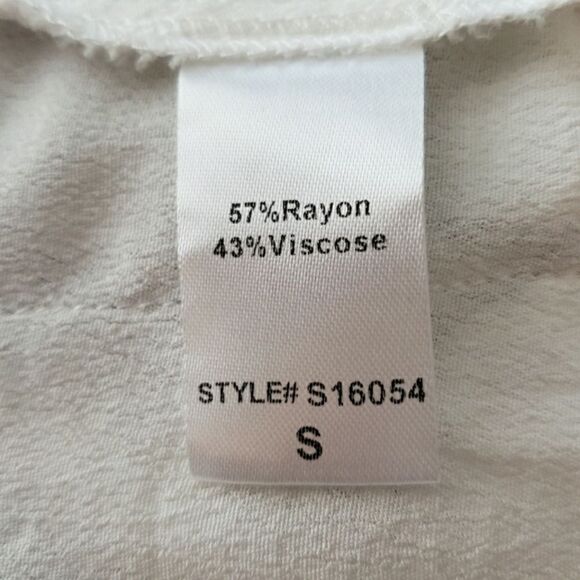 57%Rayon
43%Viscose
STYLE# S16054
S